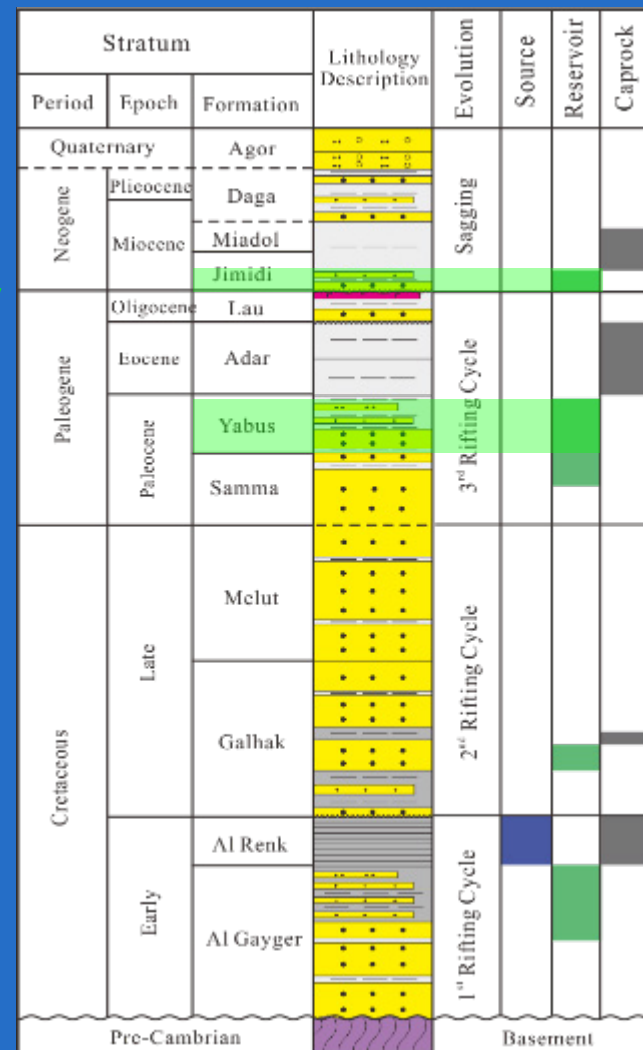 Stratum
Lithology
Description
Evolution
Source
Reservoir
Caprock
Period
Epoch
Formation
Quaternary
Agor
Neogene
Plieocene
Daga
Miocene
Miadol
Jimidi
Sagging
Paleogene
Oligocene
Lau
Eocene
Adar
Paleocene
Yabus
Samma
3rd Rifting Cycle
Cretaceous
Late
Melut
Galhak
2nd Rifting Cycle
Early
Al Renk
Al Gayger
1st Rifting Cycle
Pre-Cambrian
Basement